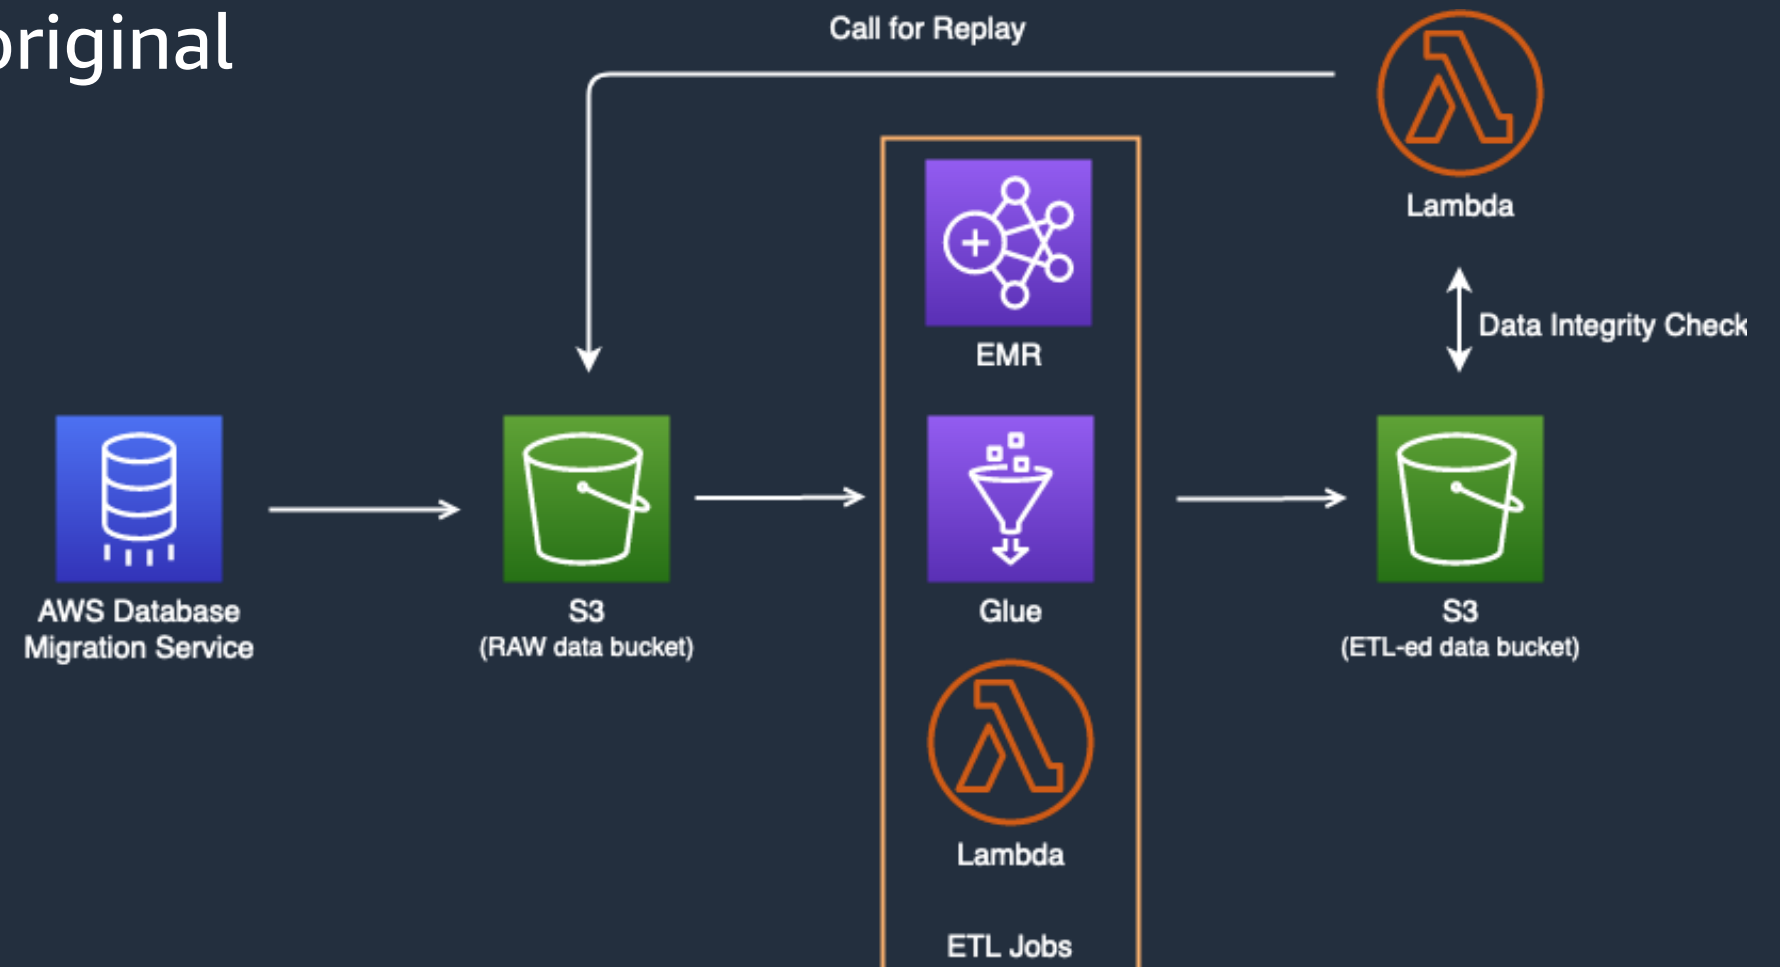 original
Call for Replay
Lambda
Data Integrity Check
EMR
AWS Database
Migration Service
S3
(RAW data bucket)
Glue
S3
(ETL-ed data bucket)
Lambda
ETL Jobs